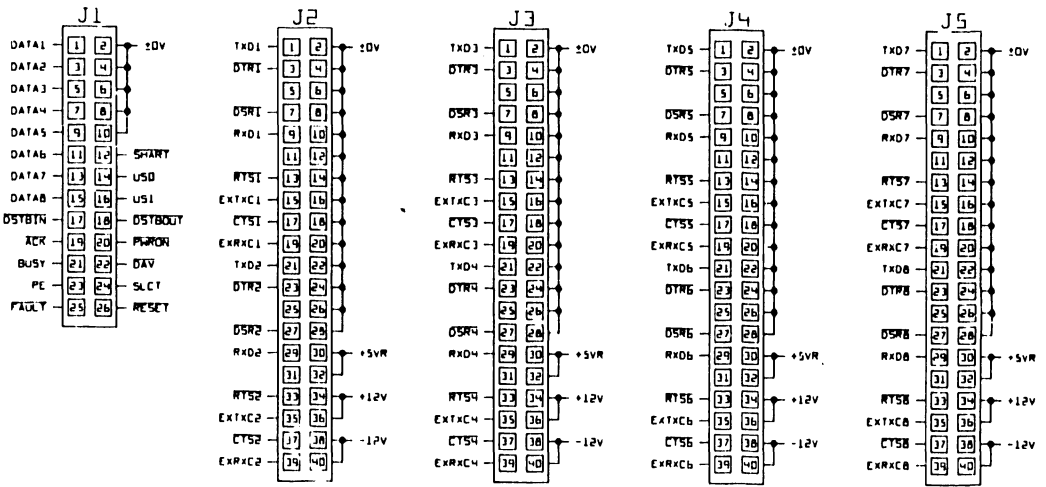 J1
DATA1 1 2 ±0V
DATA2 3 4
DATA3 5 6
DATA4 7 8
DATA5 9 10
DATA6 11 12 SMART
DATA7 13 14 US0
DATA8 15 16 US1
DSTBIN 17 18 DSTBOUT
ACK 19 20 PWRON
BUSY 21 22 DAV
PE 23 24 SLCT
FAULT 25 26 RESET
J2
TXD1 1 2 ±0V
DTR1 3 4
5 6
DSR1 7 8
RXD1 9 10
11 12
RTS1 13 14
EXTXC1 15 16
CTS1 17 18
EXRXC1 19 20
TXD2 21 22
DTR2 23 24
25 26
DSR2 27 28
RXD2 29 30 +5VR
31 32
RTS2 33 34 +12V
EXTXC2 35 36
CTS2 37 38 -12V
EXRXC2 39 40
J3
TXD3 1 2 ±0V
DTR3 3 4
5 6
DSR3 7 8
RXD3 9 10
11 12
RTS3 13 14
EXTXC3 15 16
CTS3 17 18
EXRXC3 19 20
TXD4 21 22
DTR4 23 24
25 26
DSR4 27 28
RXD4 29 30 +5VR
31 32
RTS4 33 34 +12V
EXTXC4 35 36
CTS4 37 38 -12V
EXRXC4 39 40
J4
TXD5 1 2 ±0V
DTR5 3 4
5 6
DSR5 7 8
RXD5 9 10
11 12
RTS5 13 14
EXTXC5 15 16
CTS5 17 18
EXRXC5 19 20
TXD6 21 22
DTR6 23 24
25 26
DSR6 27 28
RXD6 29 30 +5VR
31 32
RTS6 33 34 +12V
EXTXC6 35 36
CTS6 37 38 -12V
EXRXC6 39 40
J5
TXD7 1 2 ±0V
DTR7 3 4
5 6
DSR7 7 8
RXD7 9 10
11 12
RTS7 13 14
EXTXC7 15 16
CTS7 17 18
EXRXC7 19 20
TXD8 21 22
DTR8 23 24
25 26
DSR8 27 28
RXD8 29 30 +5VR
31 32
RTS8 33 34 +12V
EXTXC8 35 36
CTS8 37 38 -12V
EXRXC8 39 40